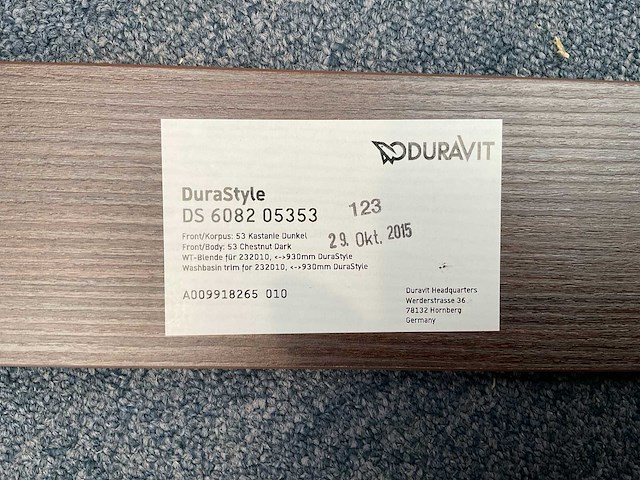 DURAVIT
DuraStyle
DS 6082 05353
123
Front/Korpus: 53 Kastanie Dunkel
Front/Body: 53 Chestnut Dark
29. Okt. 2015
WT-Blende für 232010, <->930mm DuraStyle
Washbasin trim for 232010, <->930mm DuraStyle
A009918265 010
Duravit Headquarters
Werderstrasse 36
78132 Hornberg
Germany